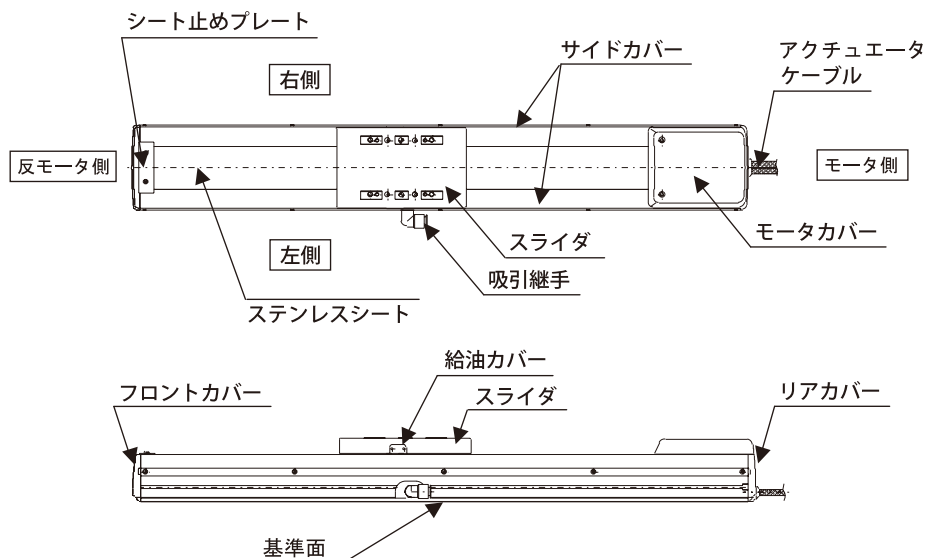 シート止めプレート
右側
サイドカバー
アクチュエータ
ケーブル
反モータ側
モータ側
左側
スライダ
モータカバー
吸引継手
ステンレスシート
給油カバー
フロントカバー
スライダ
リアカバー
基準面